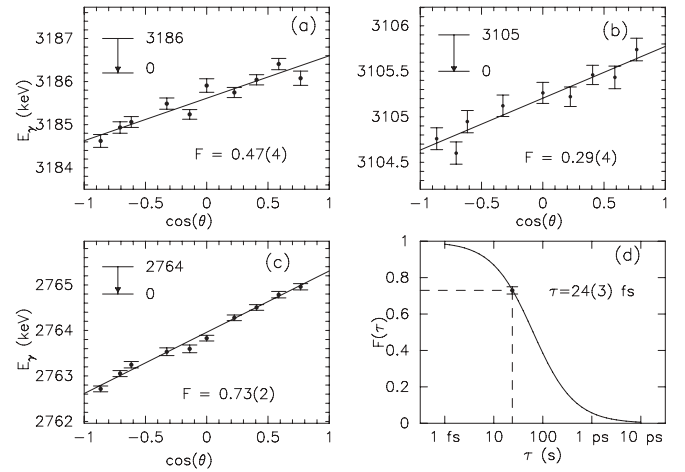 3187
3186
3185
3184
E_γ (keV)
(a)
3186
0
F = 0.47(4)
-1 -0.5 0 0.5 1
cos(θ)
3106
3105.5
3105
3104.5
E_γ (keV)
(b)
3105
0
F = 0.29(4)
-1 -0.5 0 0.5 1
cos(θ)
2765
2764
2763
2762
E_γ (keV)
(c)
2764
0
F = 0.73(2)
-1 -0.5 0 0.5 1
cos(θ)
1
0.8
0.6
0.4
0.2
0
F(τ)
(d)
τ=24(3) fs
1 fs 10 100 1 ps 10 ps
τ (s)